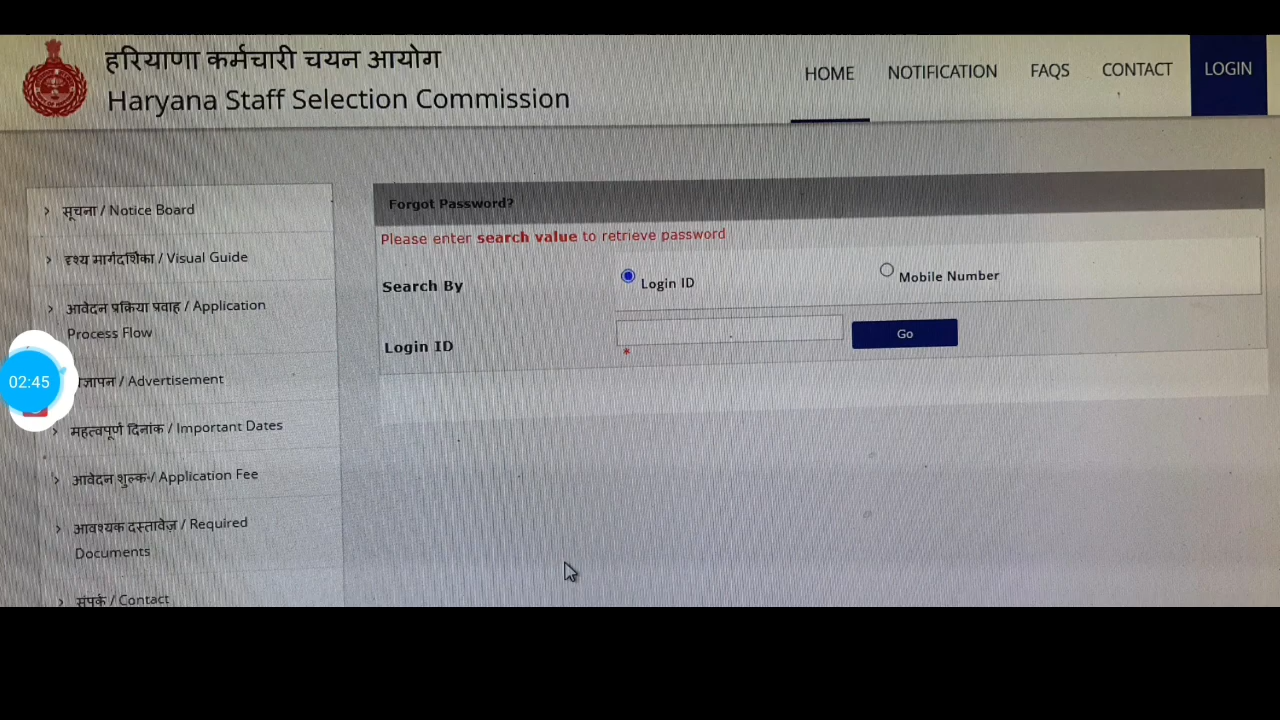 हरियाणा कर्मचारी चयन आयोग
Haryana Staff Selection Commission
HOME NOTIFICATION FAQS CONTACT LOGIN
सूचना / Notice Board
दृश्य मार्गदर्शिका / Visual Guide
आवेदन प्रक्रिया प्रवाह / Application
Process Flow
/ Advertisement
महत्वपूर्ण दिनांक / Important Dates
आवेदन शुल्क / Application Fee
आवश्यक दस्तावेज़ / Required
Documents
संपर्क / Contact
Forgot Password?
Please enter search value to retrieve password
Search By Login ID Mobile Number
Login ID * Go
02:45